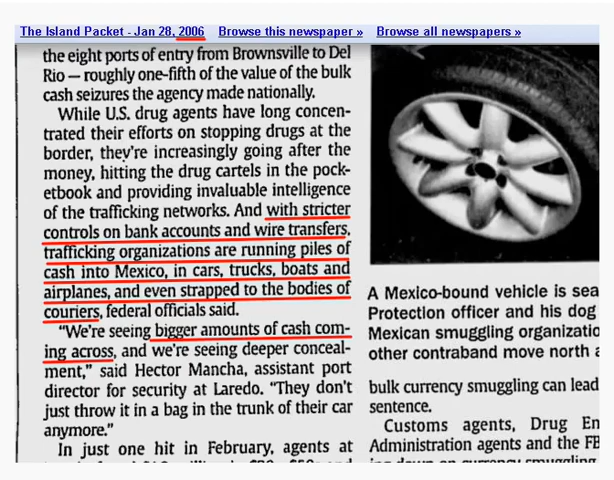 The Island Packet - Jan 28, 2006 Browse this newspaper » Browse all newspapers »
the eight ports of entry from Brownsville to Del
Rio — roughly one-fifth of the value of the bulk
cash seizures the agency made nationally.
While U.S. drug agents have long concen-
trated their efforts on stopping drugs at the
border, they're increasingly going after the
money, hitting the drug cartels in the pock-
etbook and providing invaluable intelligence
of the trafficking networks. And with stricter
controls on bank accounts and wire transfers,
trafficking organizations are running piles of
cash into Mexico, in cars, trucks, boats and
airplanes, and even strapped to the bodies of
couriers, federal officials said.
"We're seeing bigger amounts of cash com-
ing across, and we're seeing deeper conceal-
ment," said Hector Mancha, assistant port
director for security at Laredo. "They don't
just throw it in a bag in the trunk of their car
anymore."
In just one hit in February, agents at
A Mexico-bound vehicle is sea
Protection officer and his dog
Mexican smuggling organizatio
other contraband move north a
bulk currency smuggling can lead
sentence.
Customs agents, Drug En
Administration agents and the FB